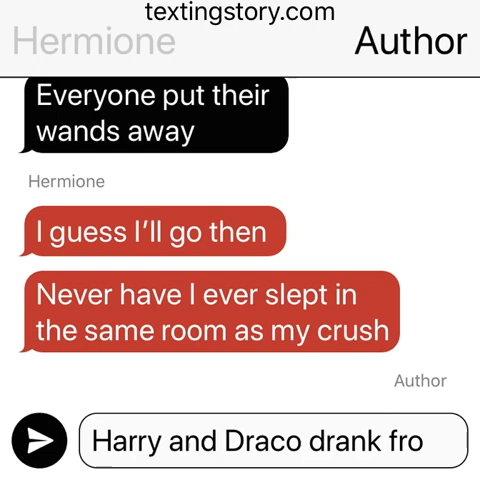 textingstory.com
Hermione
Author
Everyone put their
wands away
Hermione
I guess I’ll go then
Never have I ever slept in
the same room as my crush
Author
Harry and Draco drank fro